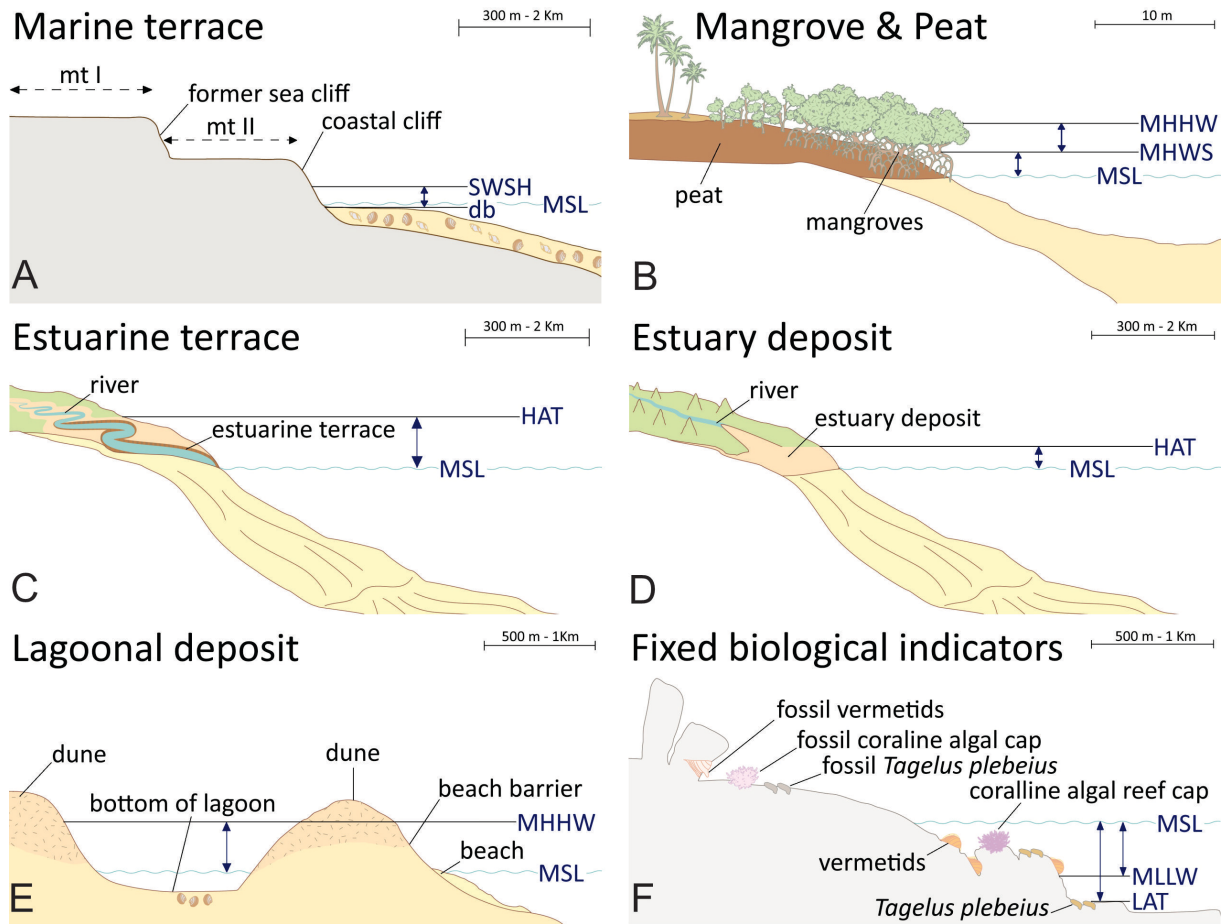 Marine terrace
300 m - 2 Km
mt I
former sea cliff
mt II
coastal cliff
SWSH
MSL
db
A
Mangrove & Peat
10 m
MHHW
MHWS
MSL
peat
mangroves
B
Estuarine terrace
300 m - 2 Km
river
HAT
estuarine terrace
MSL
C
Estuary deposit
300 m - 2 Km
river
estuary deposit
HAT
MSL
D
Lagoonal deposit
500 m - 1Km
dune
dune
bottom of lagoon
beach barrier
MHHW
beach
MSL
E
Fixed biological indicators
500 m - 1 Km
fossil vermetids
fossil coraline algal cap
fossil Tagelus plebeius
coralline algal reef cap
MSL
vermetids
MLLW
Tagelus plebeius
LAT
F